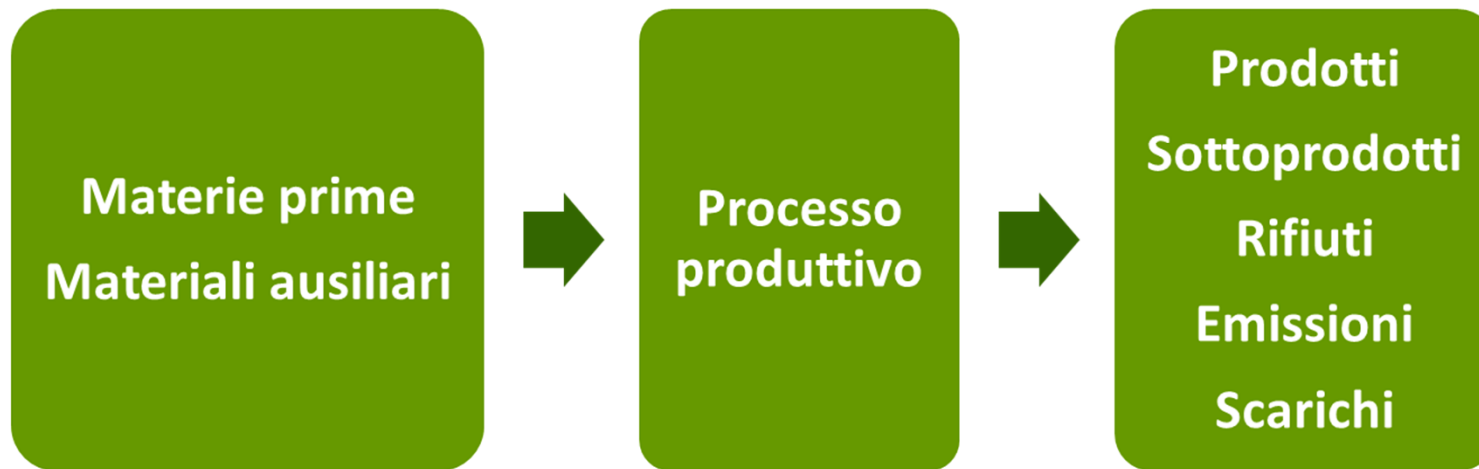 Materie prime
Materiali ausiliari
Processo
produttivo
Prodotti
Sottoprodotti
Rifiuti
Emissioni
Scarichi